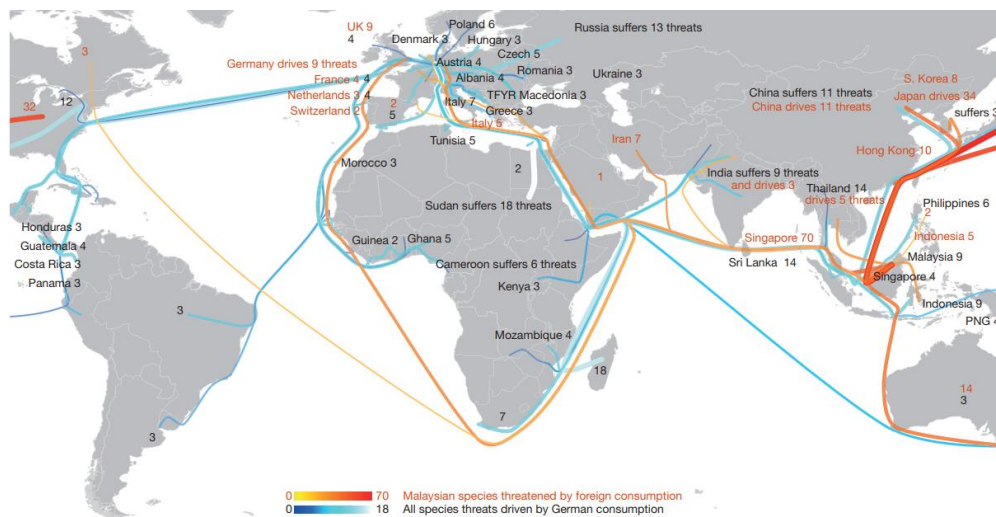 Poland 6
UK 9
4
Denmark 3
Hungary 3
Russia suffers 13 threats
3
Czech 5
Germany drives 9 threats
Austria 4
Romania 3
Ukraine 3
France 4 4
Albania 4
China suffers 11 threats
S. Korea 8
Netherlands 3 4
TFYR Macedonia 3
China drives 11 threats
Japan drives 34
32
12
Switzerland 2
2
5
Italy 7
Greece 3
suffers 3
Italy 5
Tunisia 5
Iran 7
Hong Kong 10
Morocco 3
2
1
India suffers 9 threats
and drives 3
Thailand 14
drives 5 threats
Philippines 6
2
Sudan suffers 18 threats
1
Honduras 3
Guatemala 4
Guinea 2
Ghana 5
Singapore 70
Indonesia 5
Costa Rica 3
Cameroon suffers 6 threats
Sri Lanka 14
Malaysia 9
Panama 3
Kenya 3
Singapore 4
3
Indonesia 9
PNG 4
Mozambique 4
18
14
3
7
3
0 70 Malaysian species threatened by foreign consumption
0 18 All species threats driven by German consumption